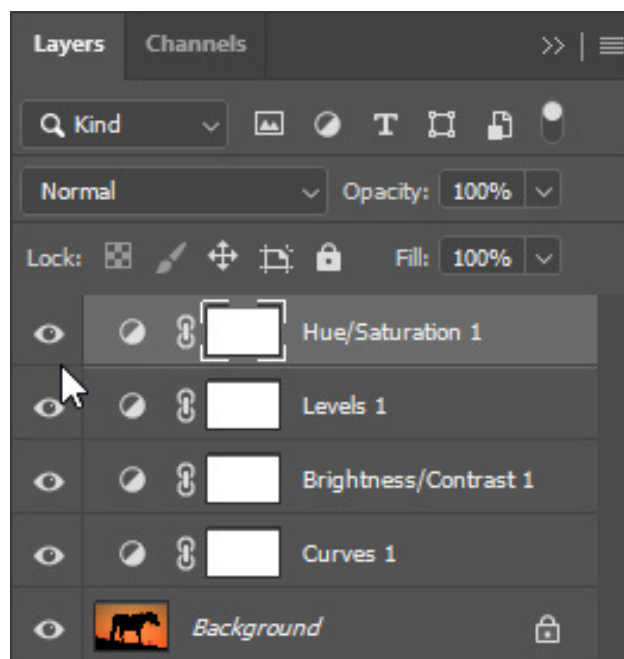 Layers Channels
Kind
Normal Opacity: 100%
Lock: Fill: 100%
Hue/Saturation 1
Levels 1
Brightness/Contrast 1
Curves 1
Background